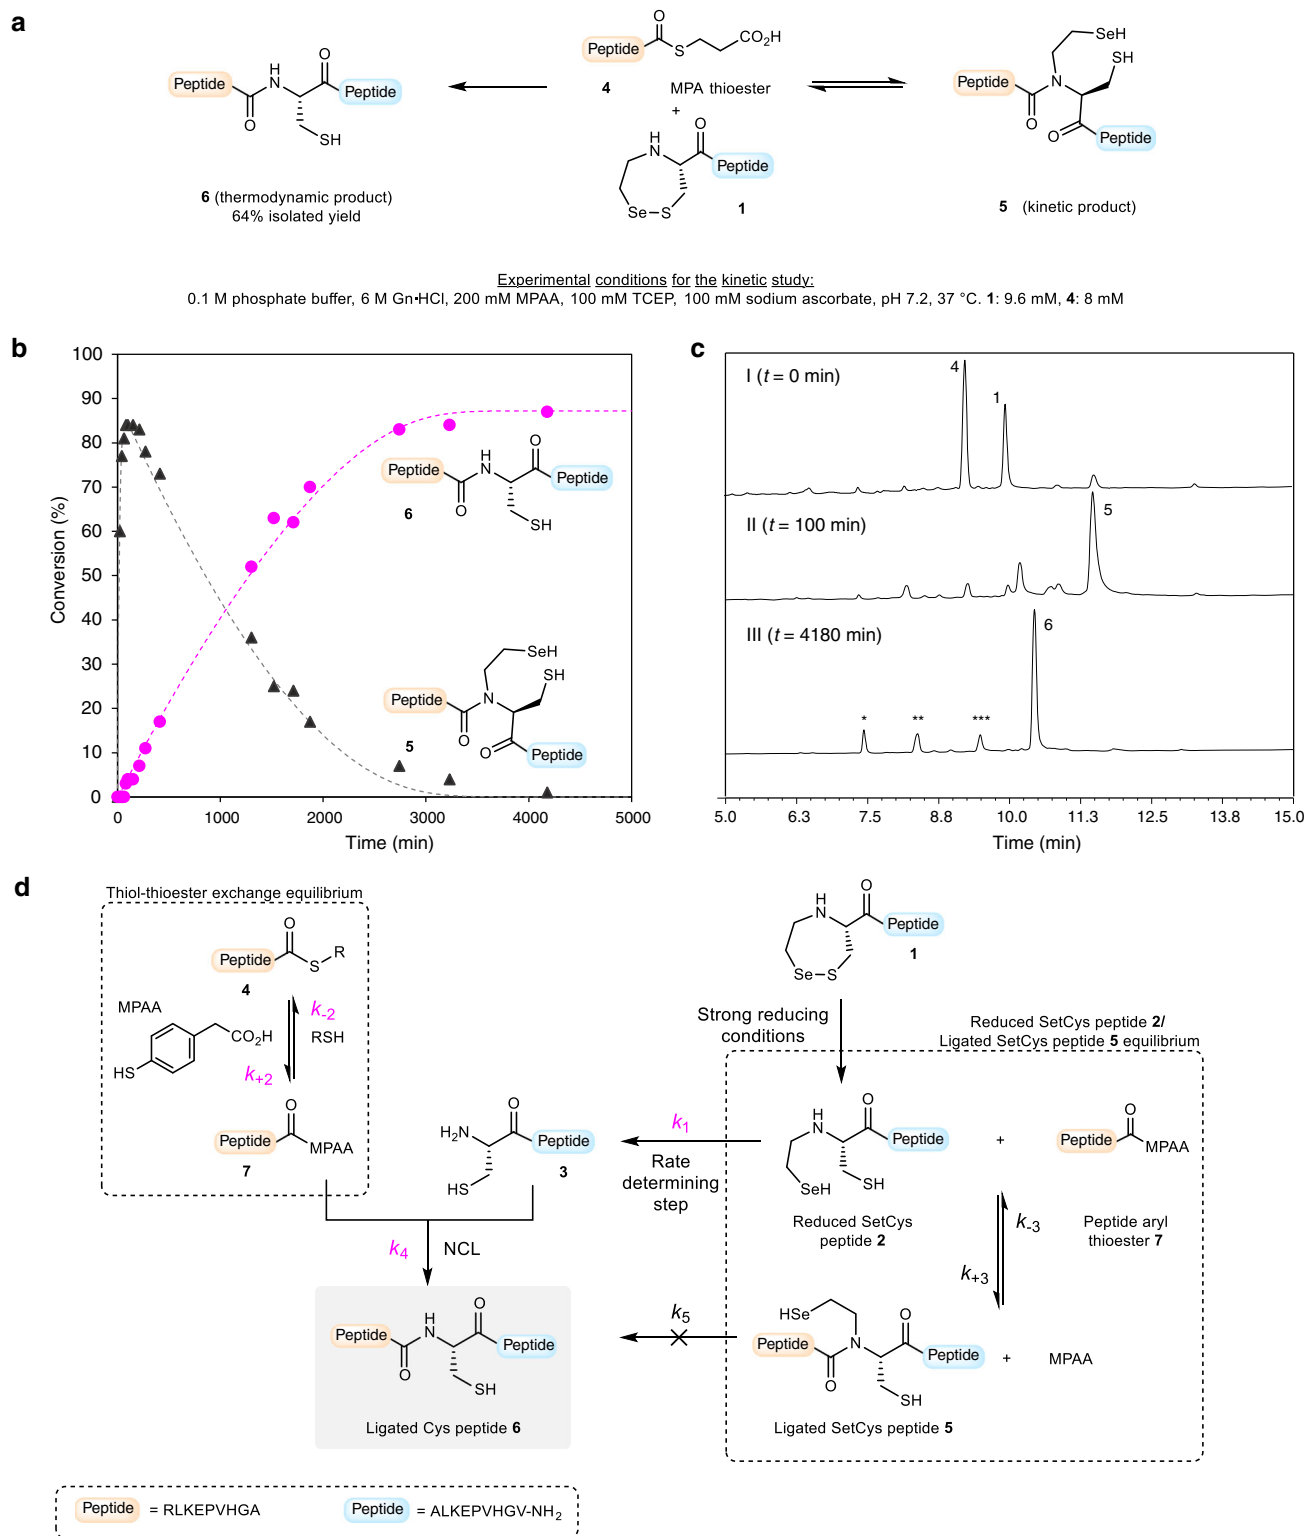 a
Peptide
N
H
O
O
SH
Peptide
6 (thermodynamic product)
64% isolated yield
Peptide
O
S
CO2H
4 MPA thioester
+
H
N
O
Peptide
Se–S
1
SeH
SH
Peptide
N
O
O
Peptide
5 (kinetic product)
Experimental conditions for the kinetic study:
0.1 M phosphate buffer, 6 M Gn•HCl, 200 mM MPAA, 100 mM TCEP, 100 mM sodium ascorbate, pH 7.2, 37 °C. 1: 9.6 mM, 4: 8 mM
b
Conversion (%)
100
90
80
70
60
50
40
30
20
10
0
0 1000 2000 3000 4000 5000
Time (min)
Peptide
H
N
O
O
Peptide
SH
6
SeH
SH
Peptide
N
O
O
Peptide
5
c
I (t = 0 min)
4
1
II (t = 100 min)
5
III (t = 4180 min)
6
* ** ***
5.0 6.3 7.5 8.8 10.0 11.3 12.5 13.8 15.0
Time (min)
d
Thiol-thioester exchange equilibrium
O
Peptide
S
R
4
MPAA
CO2H
HS
k-2
RSH
k+2
O
Peptide
MPAA
7
H2N
O
Peptide
HS
3
k4 NCL
Peptide
H
N
O
O
Peptide
SH
Ligated Cys peptide 6
k1
Rate
determining
step
k5
H
N
O
Peptide
Se–S
1
Strong reducing
conditions
Reduced SetCys peptide 2/
Ligated SetCys peptide 5 equilibrium
H
N
O
Peptide
SeH
SH
Reduced SetCys
peptide 2
+
O
Peptide
MPAA
Peptide aryl
thioester 7
k-3
k+3
HSe
O
Peptide
N
Peptide
O
SH
+ MPAA
Ligated SetCys peptide 5
Peptide = RLKEPVHGA
Peptide = ALKEPVHGV-NH2